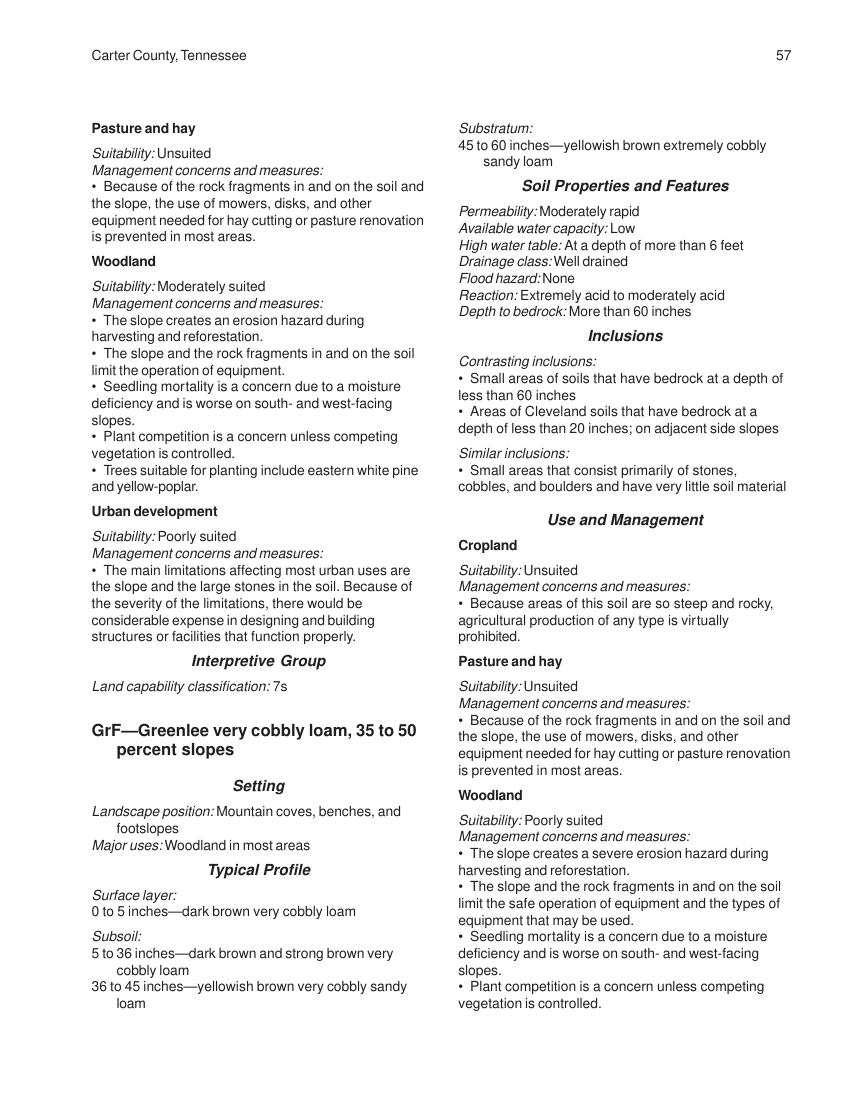 Carter County, Tennessee
57
Pasture and hay
Suitability: Unsuited
Management concerns and measures:
• Because of the rock fragments in and on the soil and
the slope, the use of mowers, disks, and other
equipment needed for hay cutting or pasture renovation
is prevented in most areas.
Woodland
Suitability: Moderately suited
Management concerns and measures:
• The slope creates an erosion hazard during
harvesting and reforestation.
• The slope and the rock fragments in and on the soil
limit the operation of equipment.
• Seedling mortality is a concern due to a moisture
deficiency and is worse on south- and west-facing
slopes.
• Plant competition is a concern unless competing
vegetation is controlled.
• Trees suitable for planting include eastern white pine
and yellow-poplar.
Urban development
Suitability: Poorly suited
Management concerns and measures:
• The main limitations affecting most urban uses are
the slope and the large stones in the soil. Because of
the severity of the limitations, there would be
considerable expense in designing and building
structures or facilities that function properly.
Interpretive Group
Land capability classification: 7s
GrF—Greenlee very cobbly loam, 35 to 50
percent slopes
Setting
Landscape position: Mountain coves, benches, and
footslopes
Major uses: Woodland in most areas
Typical Profile
Surface layer:
0 to 5 inches—dark brown very cobbly loam
Subsoil:
5 to 36 inches—dark brown and strong brown very
cobbly loam
36 to 45 inches—yellowish brown very cobbly sandy
loam
Substratum:
45 to 60 inches—yellowish brown extremely cobbly
sandy loam
Soil Properties and Features
Permeability: Moderately rapid
Available water capacity: Low
High water table: At a depth of more than 6 feet
Drainage class: Well drained
Flood hazard: None
Reaction: Extremely acid to moderately acid
Depth to bedrock: More than 60 inches
Inclusions
Contrasting inclusions:
• Small areas of soils that have bedrock at a depth of
less than 60 inches
• Areas of Cleveland soils that have bedrock at a
depth of less than 20 inches; on adjacent side slopes
Similar inclusions:
• Small areas that consist primarily of stones,
cobbles, and boulders and have very little soil material
Use and Management
Cropland
Suitability: Unsuited
Management concerns and measures:
• Because areas of this soil are so steep and rocky,
agricultural production of any type is virtually
prohibited.
Pasture and hay
Suitability: Unsuited
Management concerns and measures:
• Because of the rock fragments in and on the soil and
the slope, the use of mowers, disks, and other
equipment needed for hay cutting or pasture renovation
is prevented in most areas.
Woodland
Suitability: Poorly suited
Management concerns and measures:
• The slope creates a severe erosion hazard during
harvesting and reforestation.
• The slope and the rock fragments in and on the soil
limit the safe operation of equipment and the types of
equipment that may be used.
• Seedling mortality is a concern due to a moisture
deficiency and is worse on south- and west-facing
slopes.
• Plant competition is a concern unless competing
vegetation is controlled.